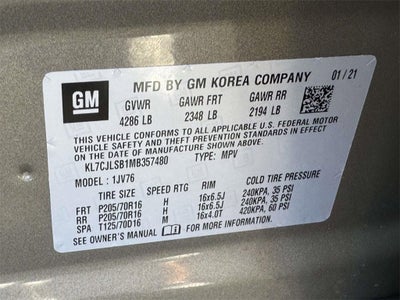 GM
MFD BY GM KOREA COMPANY 01/21
GVWR GAWR FRT GAWR RR
4286 LB 2348 LB 2194 LB
THIS VEHICLE CONFORMS TO ALL APPLICABLE U.S. FEDERAL MOTOR
VEHICLE SAFETY, BUMPER, AND THEFT PREVENTION STANDARDS IN
EFFECT ON THE DATE OF MANUFACTURE SHOWN ABOVE.
KL7CJLSB1MB357480 TYPE: MPV
MODEL: 1JV76
TIRE SIZE RIM COLD TIRE PRESSURE
FRT P205/70R16 H 16x6.5J 240KPA, 35 PSI
RR P205/70R16 H 16x6.5J 240KPA, 35 PSI
SPA T125/70D16 M 16x4.0T 420KPA, 60 PSI
SEE OWNER'S MANUAL FOR MORE INFORMATION